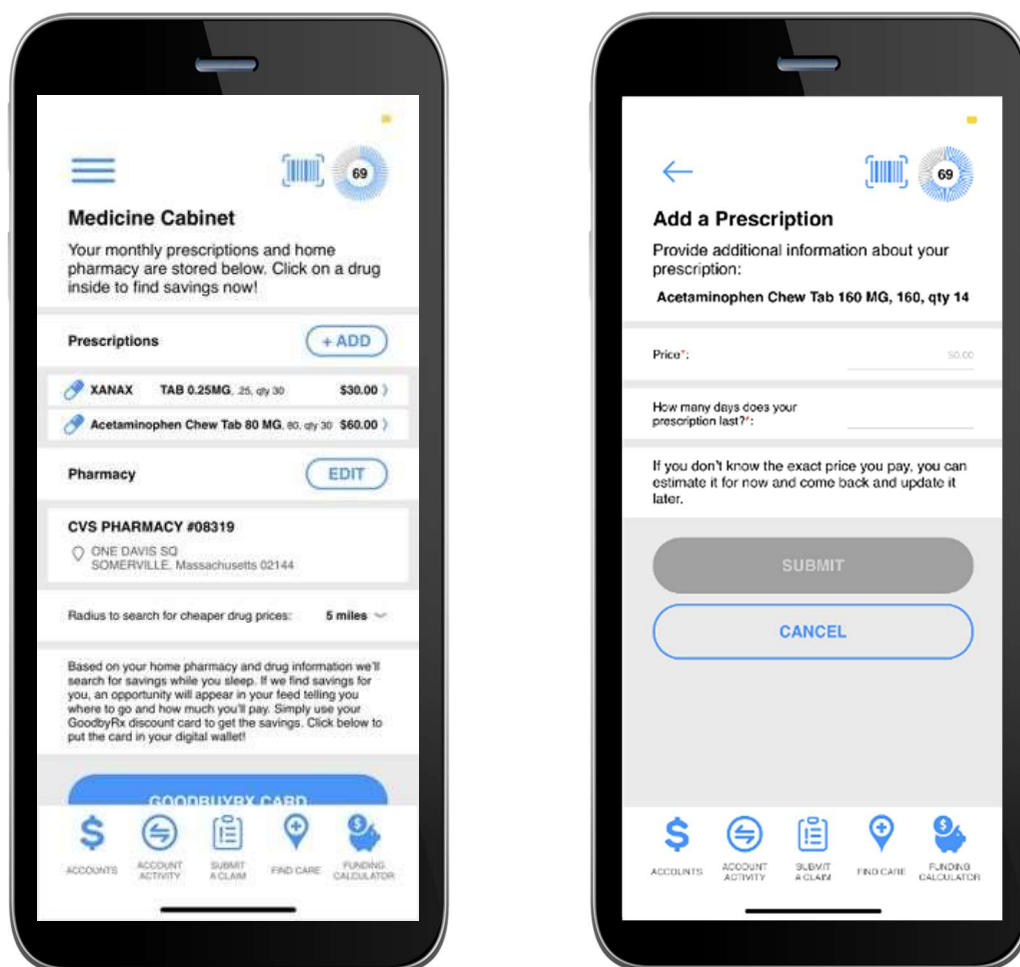 69
Medicine Cabinet
Your monthly prescriptions and home
pharmacy are stored below. Click on a drug
inside to find savings now!
Prescriptions
+ ADD
XANAX TAB 0.25MG, .25, qty 30 $30.00
Acetaminophen Chew Tab 80 MG, 80, qty 30 $60.00
Pharmacy
EDIT
CVS PHARMACY #08319
ONE DAVIS SQ
SOMERVILLE, Massachusetts 02144
Radius to search for cheaper drug prices: 5 miles
Based on your home pharmacy and drug information we'll
search for savings while you sleep. If we find savings for
you, an opportunity will appear in your feed telling you
where to go and how much you'll pay. Simply use your
GoodbyRx discount card to get the savings. Click below to
put the card in your digital wallet!
GOODBUYRX CARD
ACCOUNTS
ACCOUNT
ACTIVITY
SUBMIT
A CLAIM
FIND CARE
FUNDING
CALCULATOR
69
Add a Prescription
Provide additional information about your
prescription:
Acetaminophen Chew Tab 160 MG, 160, qty 14
Price*: $0.00
How many days does your
prescription last?*:
If you don't know the exact price you pay, you can
estimate it for now and come back and update it
later.
SUBMIT
CANCEL
ACCOUNTS
ACCOUNT
ACTIVITY
SUBMIT
A CLAIM
FIND CARE
FUNDING
CALCULATOR